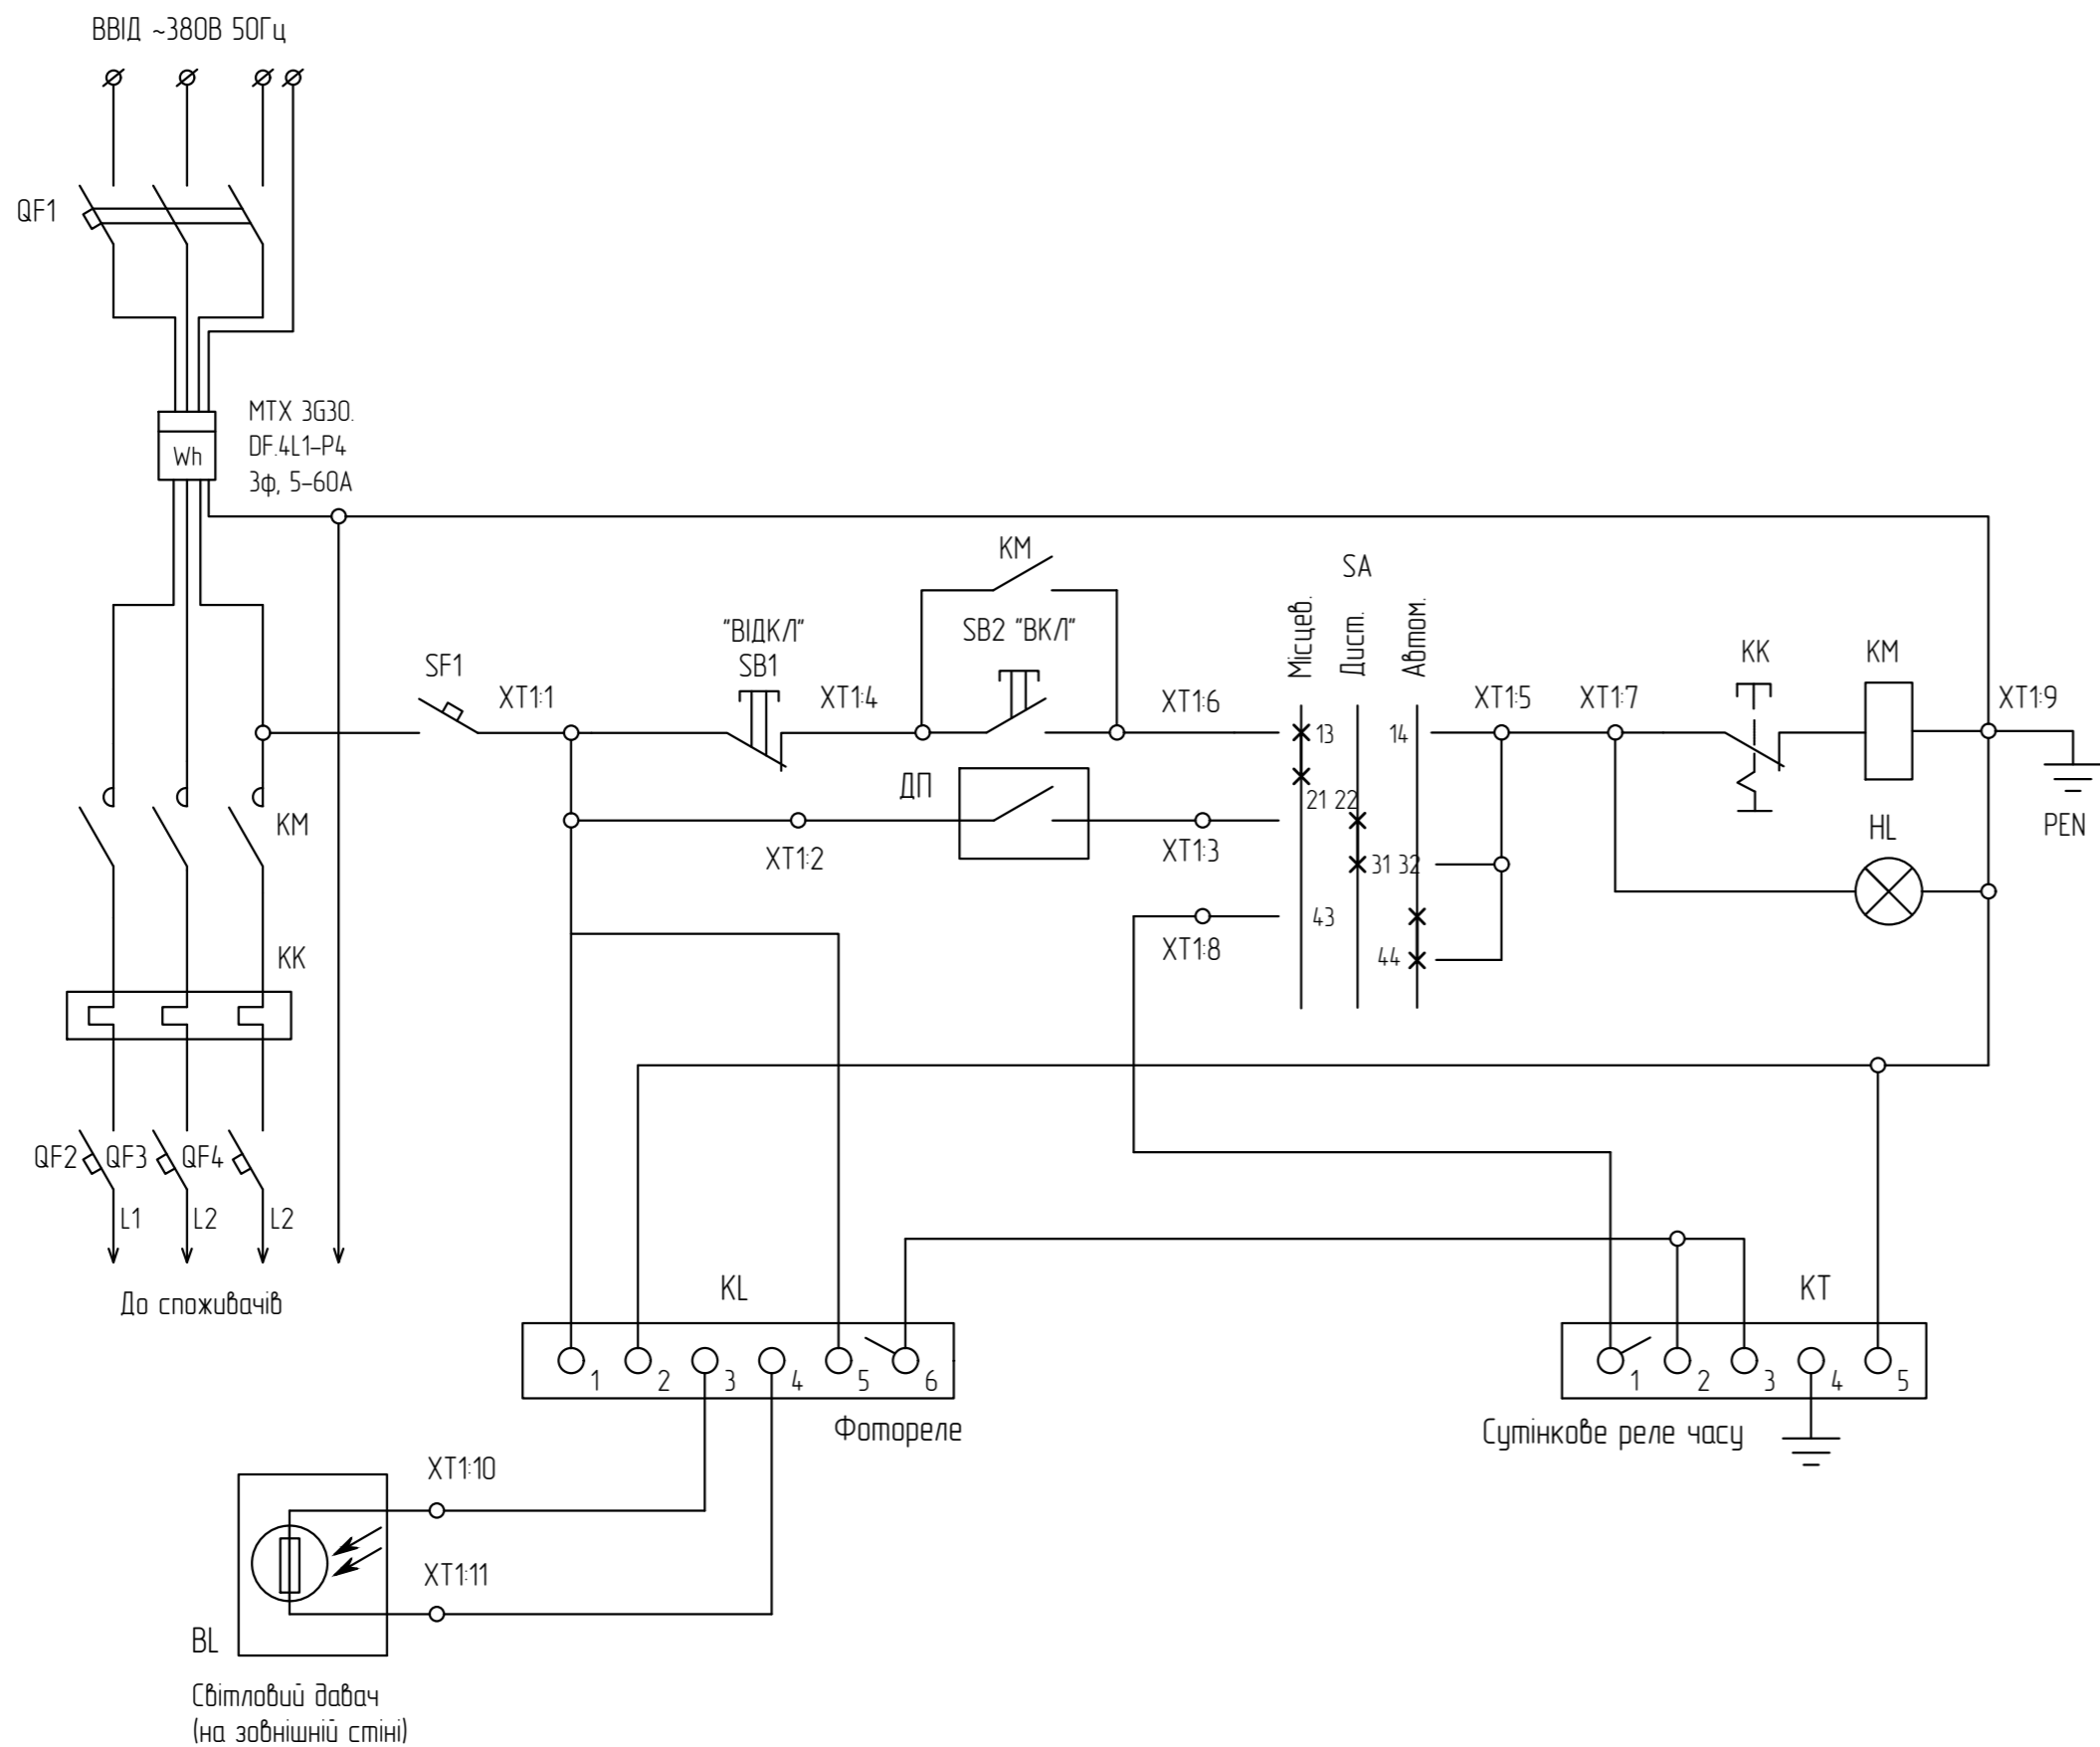 ВВІД ~380В 50Гц
QF1
MTX 3G30.
DF.4L1-P4
3ф, 5-60А
Wh
KM
SA
Місцев.
Дист.
Автом.
"ВІДКЛ"
SB1
SB2 "ВКЛ"
SF1
XT1:1
XT1:4
XT1:6
XT1:5
XT1:7
KK
KM
XT1:9
13
14
ДП
21 22
KM
HL
PEN
XT1:2
XT1:3
31 32
43
XT1:8
44
KK
QF2
QF3
QF4
L1
L2
L2
До споживачів
KL
KT
1
2
3
4
5
6
1
2
3
4
5
Фотореле
Сутінкове реле часу
XT1:10
XT1:11
BL
Світловий давач
(на зовнішній стіні)